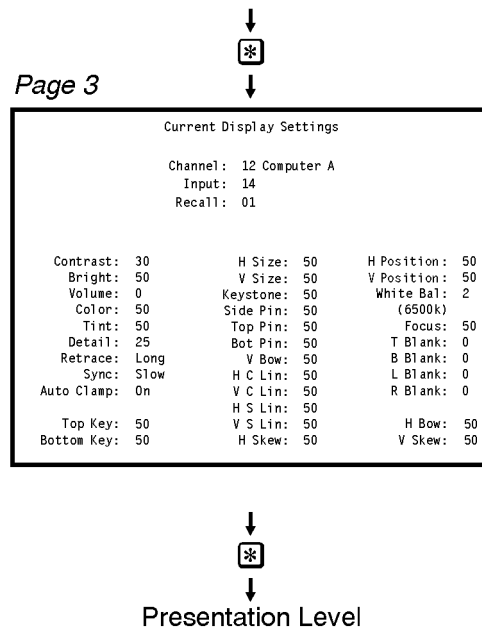 *
Page 3
Current Display Settings
Channel: 12 Computer A
Input: 14
Recall: 01
Contrast: 30 H Size: 50 H Position: 50
Bright: 50 V Size: 50 V Position: 50
Volume: 0 Keystone: 50 White Bal: 2
Color: 50 Side Pin: 50 (6500k)
Tint: 50 Top Pin: 50 Focus: 50
Detail: 25 Bot Pin: 50 T Blank: 0
Retrace: Long V Bow: 50 B Blank: 0
Sync: Slow H C Lin: 50 L Blank: 0
Auto Clamp: On V C Lin: 50 R Blank: 0
H S Lin: 50
Top Key: 50 V S Lin: 50 H Bow: 50
Bottom Key: 50 H Skew: 50 V Skew: 50
*
Presentation Level